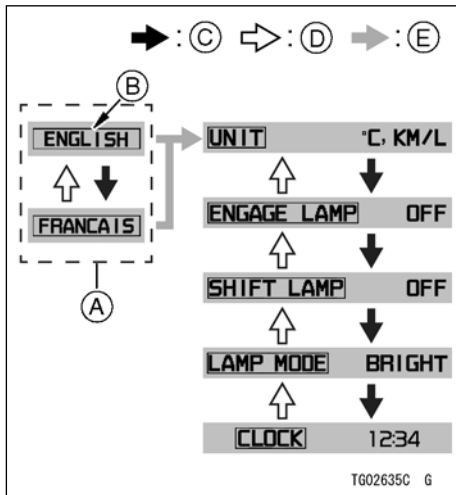 ➡ : Ⓒ ⇨ : Ⓓ ➡ : Ⓔ
Ⓑ
ENGLISH
FRANCAIS
Ⓐ
UNIT °C, KM/L
ENGAGE LAMP OFF
SHIFT LAMP OFF
LAMP MODE BRIGHT
CLOCK 12:34
TG02635C G